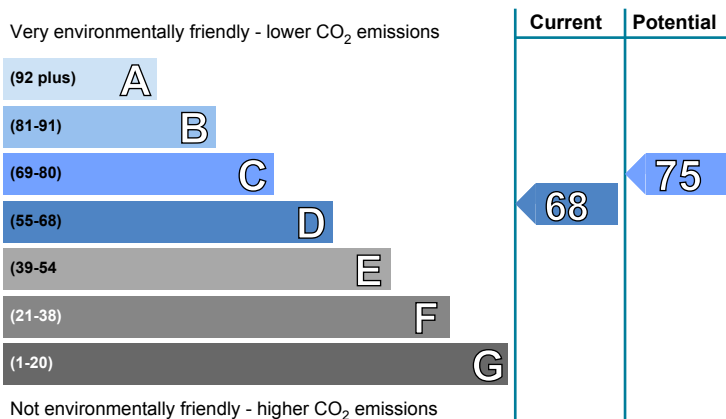 Very environmentally friendly - lower CO₂ emissions
Current
Potential
(92 plus) A
(81-91) B
(69-80) C
(55-68) D
(39-54 E
(21-38) F
(1-20) G
68
75
Not environmentally friendly - higher CO₂ emissions